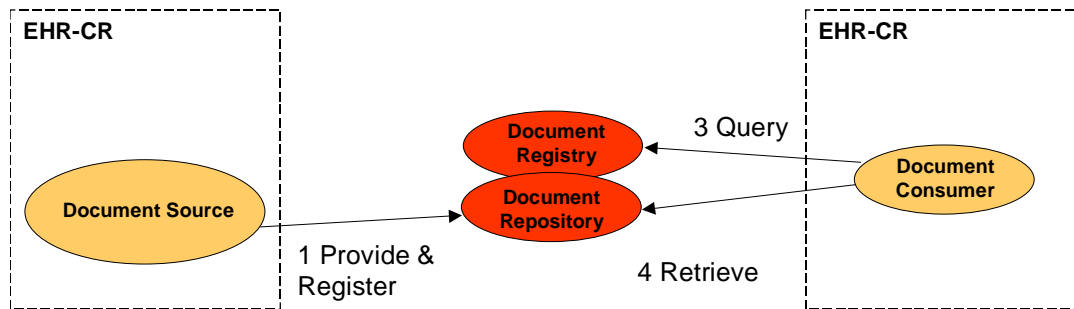 EHR-CR
EHR-CR
Document
Registry
3 Query
Document
Consumer
Document Source
Document
Repository
1 Provide &
Register
4 Retrieve